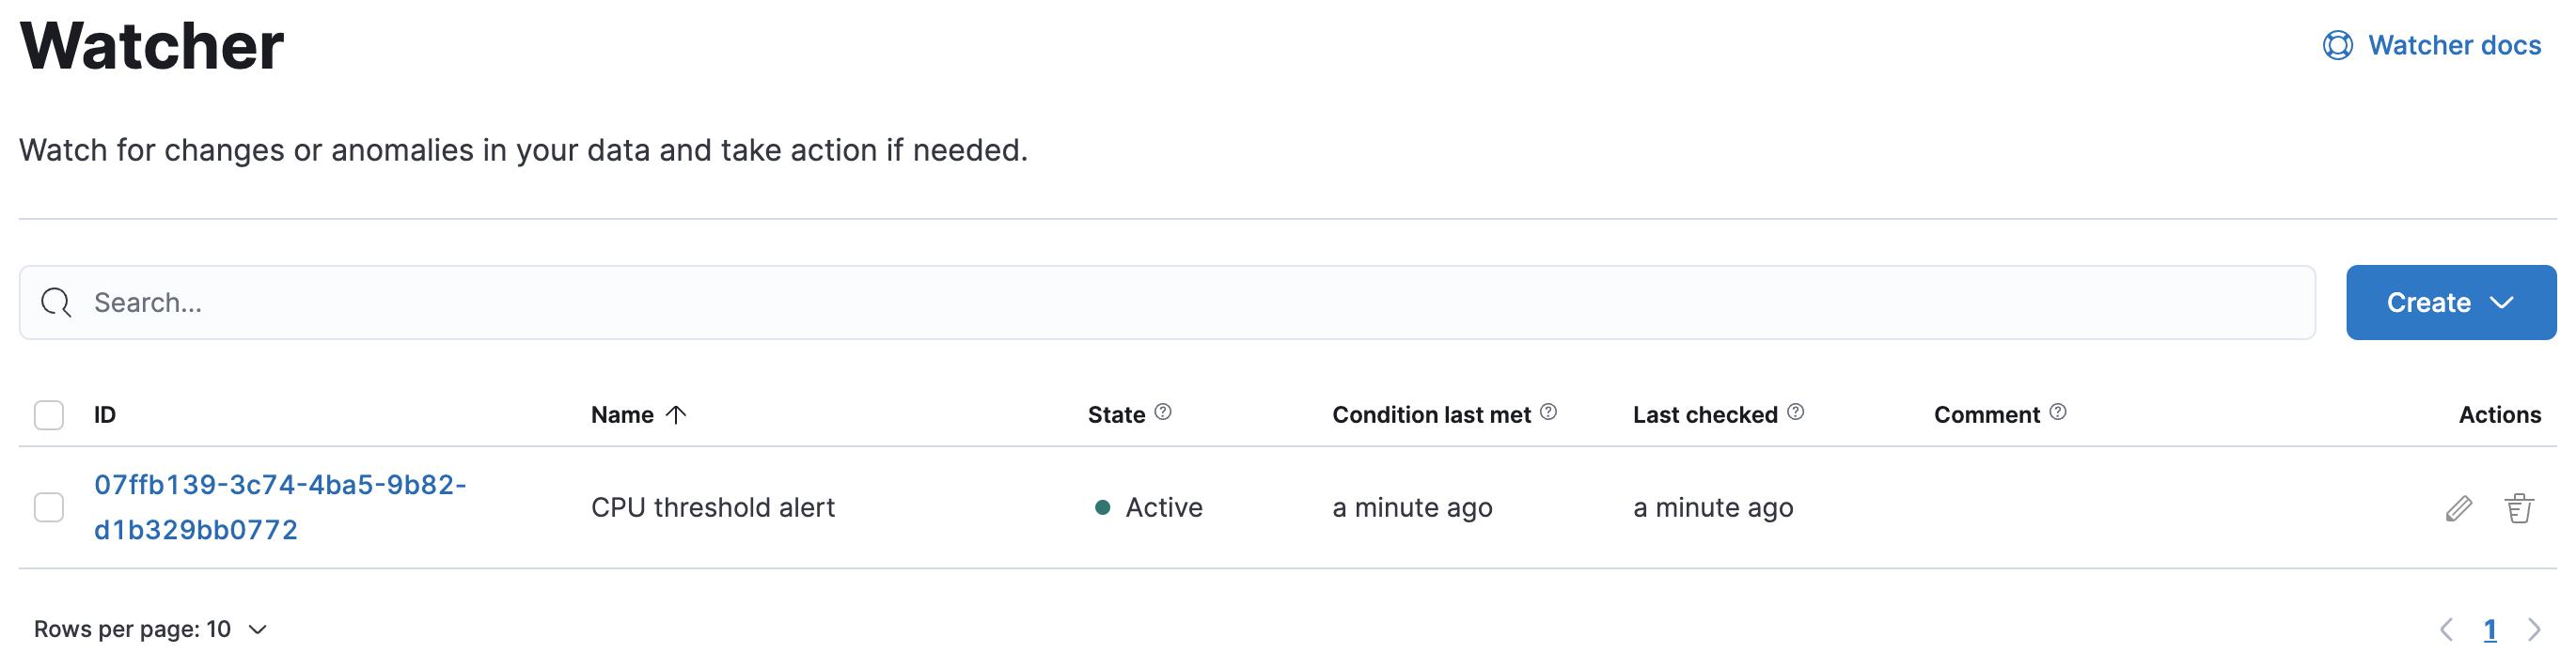 Watcher
Watcher docs
Watch for changes or anomalies in your data and take action if needed.
Search...
Create
ID Name State Condition last met Last checked Comment Actions
07ffb139-3c74-4ba5-9b82-
d1b329bb0772
CPU threshold alert Active a minute ago a minute ago
Rows per page: 10
1